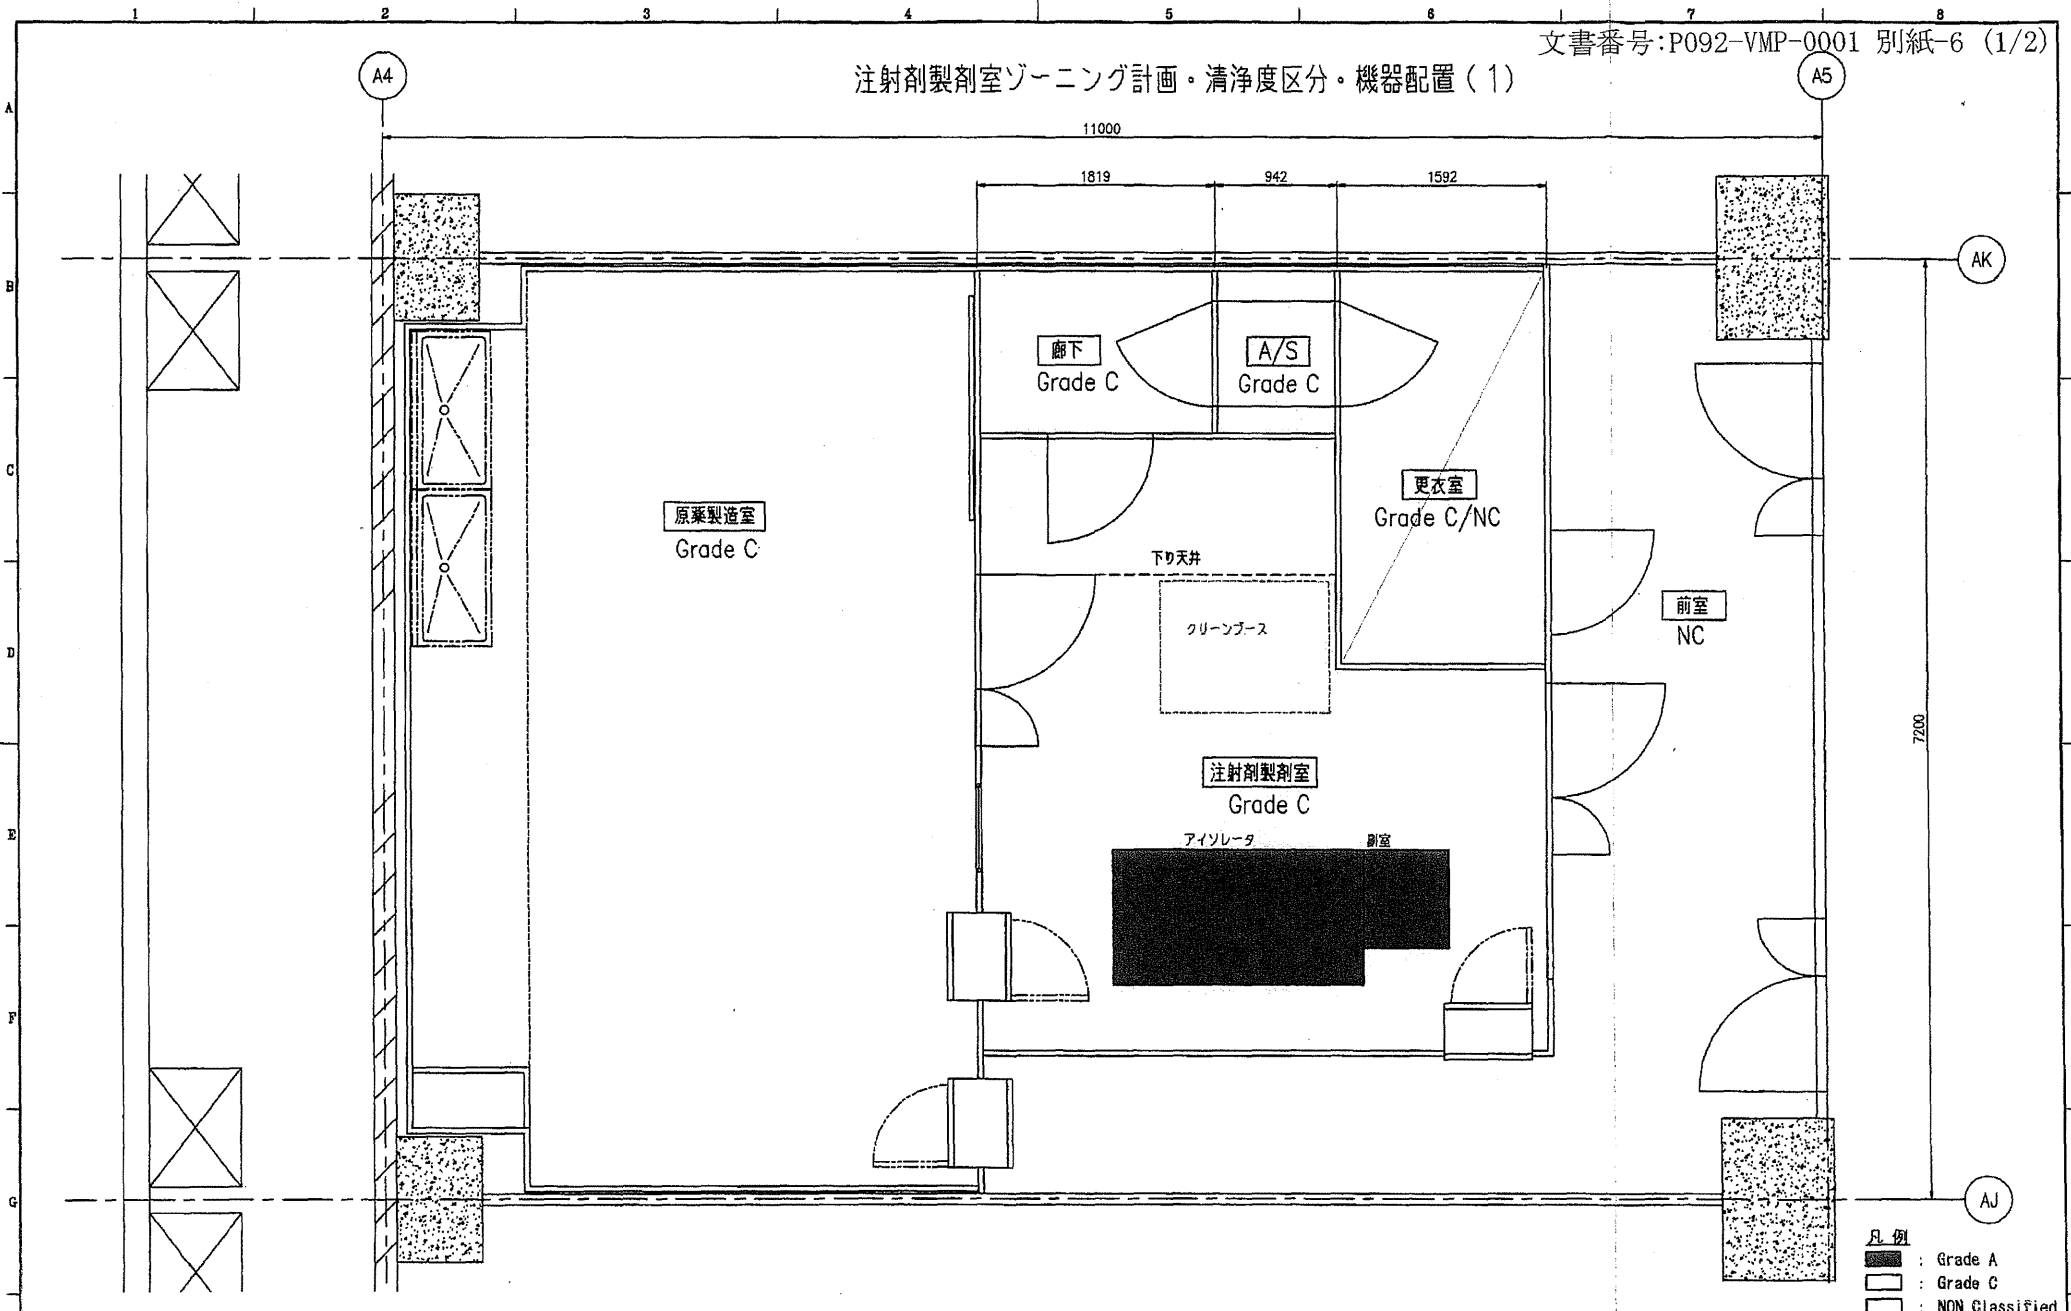 1 2 3 4 5 6 7 8
文書番号:P092-VMP-0001 別紙-6 (1/2)
A4
注射剤製剤室ゾーニング計画・清浄度区分・機器配置(1)
A5
A
11000
1819
942
1592
AK
B
廊下
Grade C
A/S
Grade C
C
更衣室
Grade C/NC
原薬製造室
Grade C
下り天井
前室
NC
クリーンブース
D
7200
注射剤製剤室
Grade C
E
アイソレータ
副室
F
G
AJ
凡例
: Grade A
: Grade C
: NON Classified